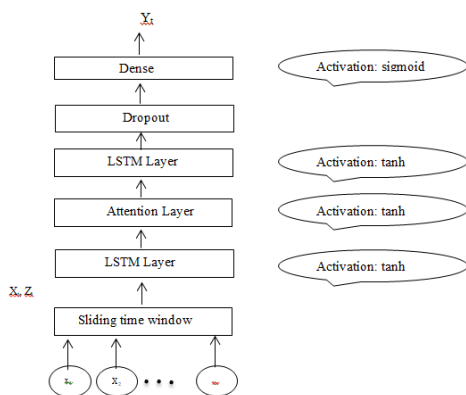 Yt
Dense
Activation: sigmoid
Dropout
LSTM Layer
Activation: tanh
Attention Layer
Activation: tanh
LSTM Layer
Activation: tanh
X, Z
Sliding time window
X2